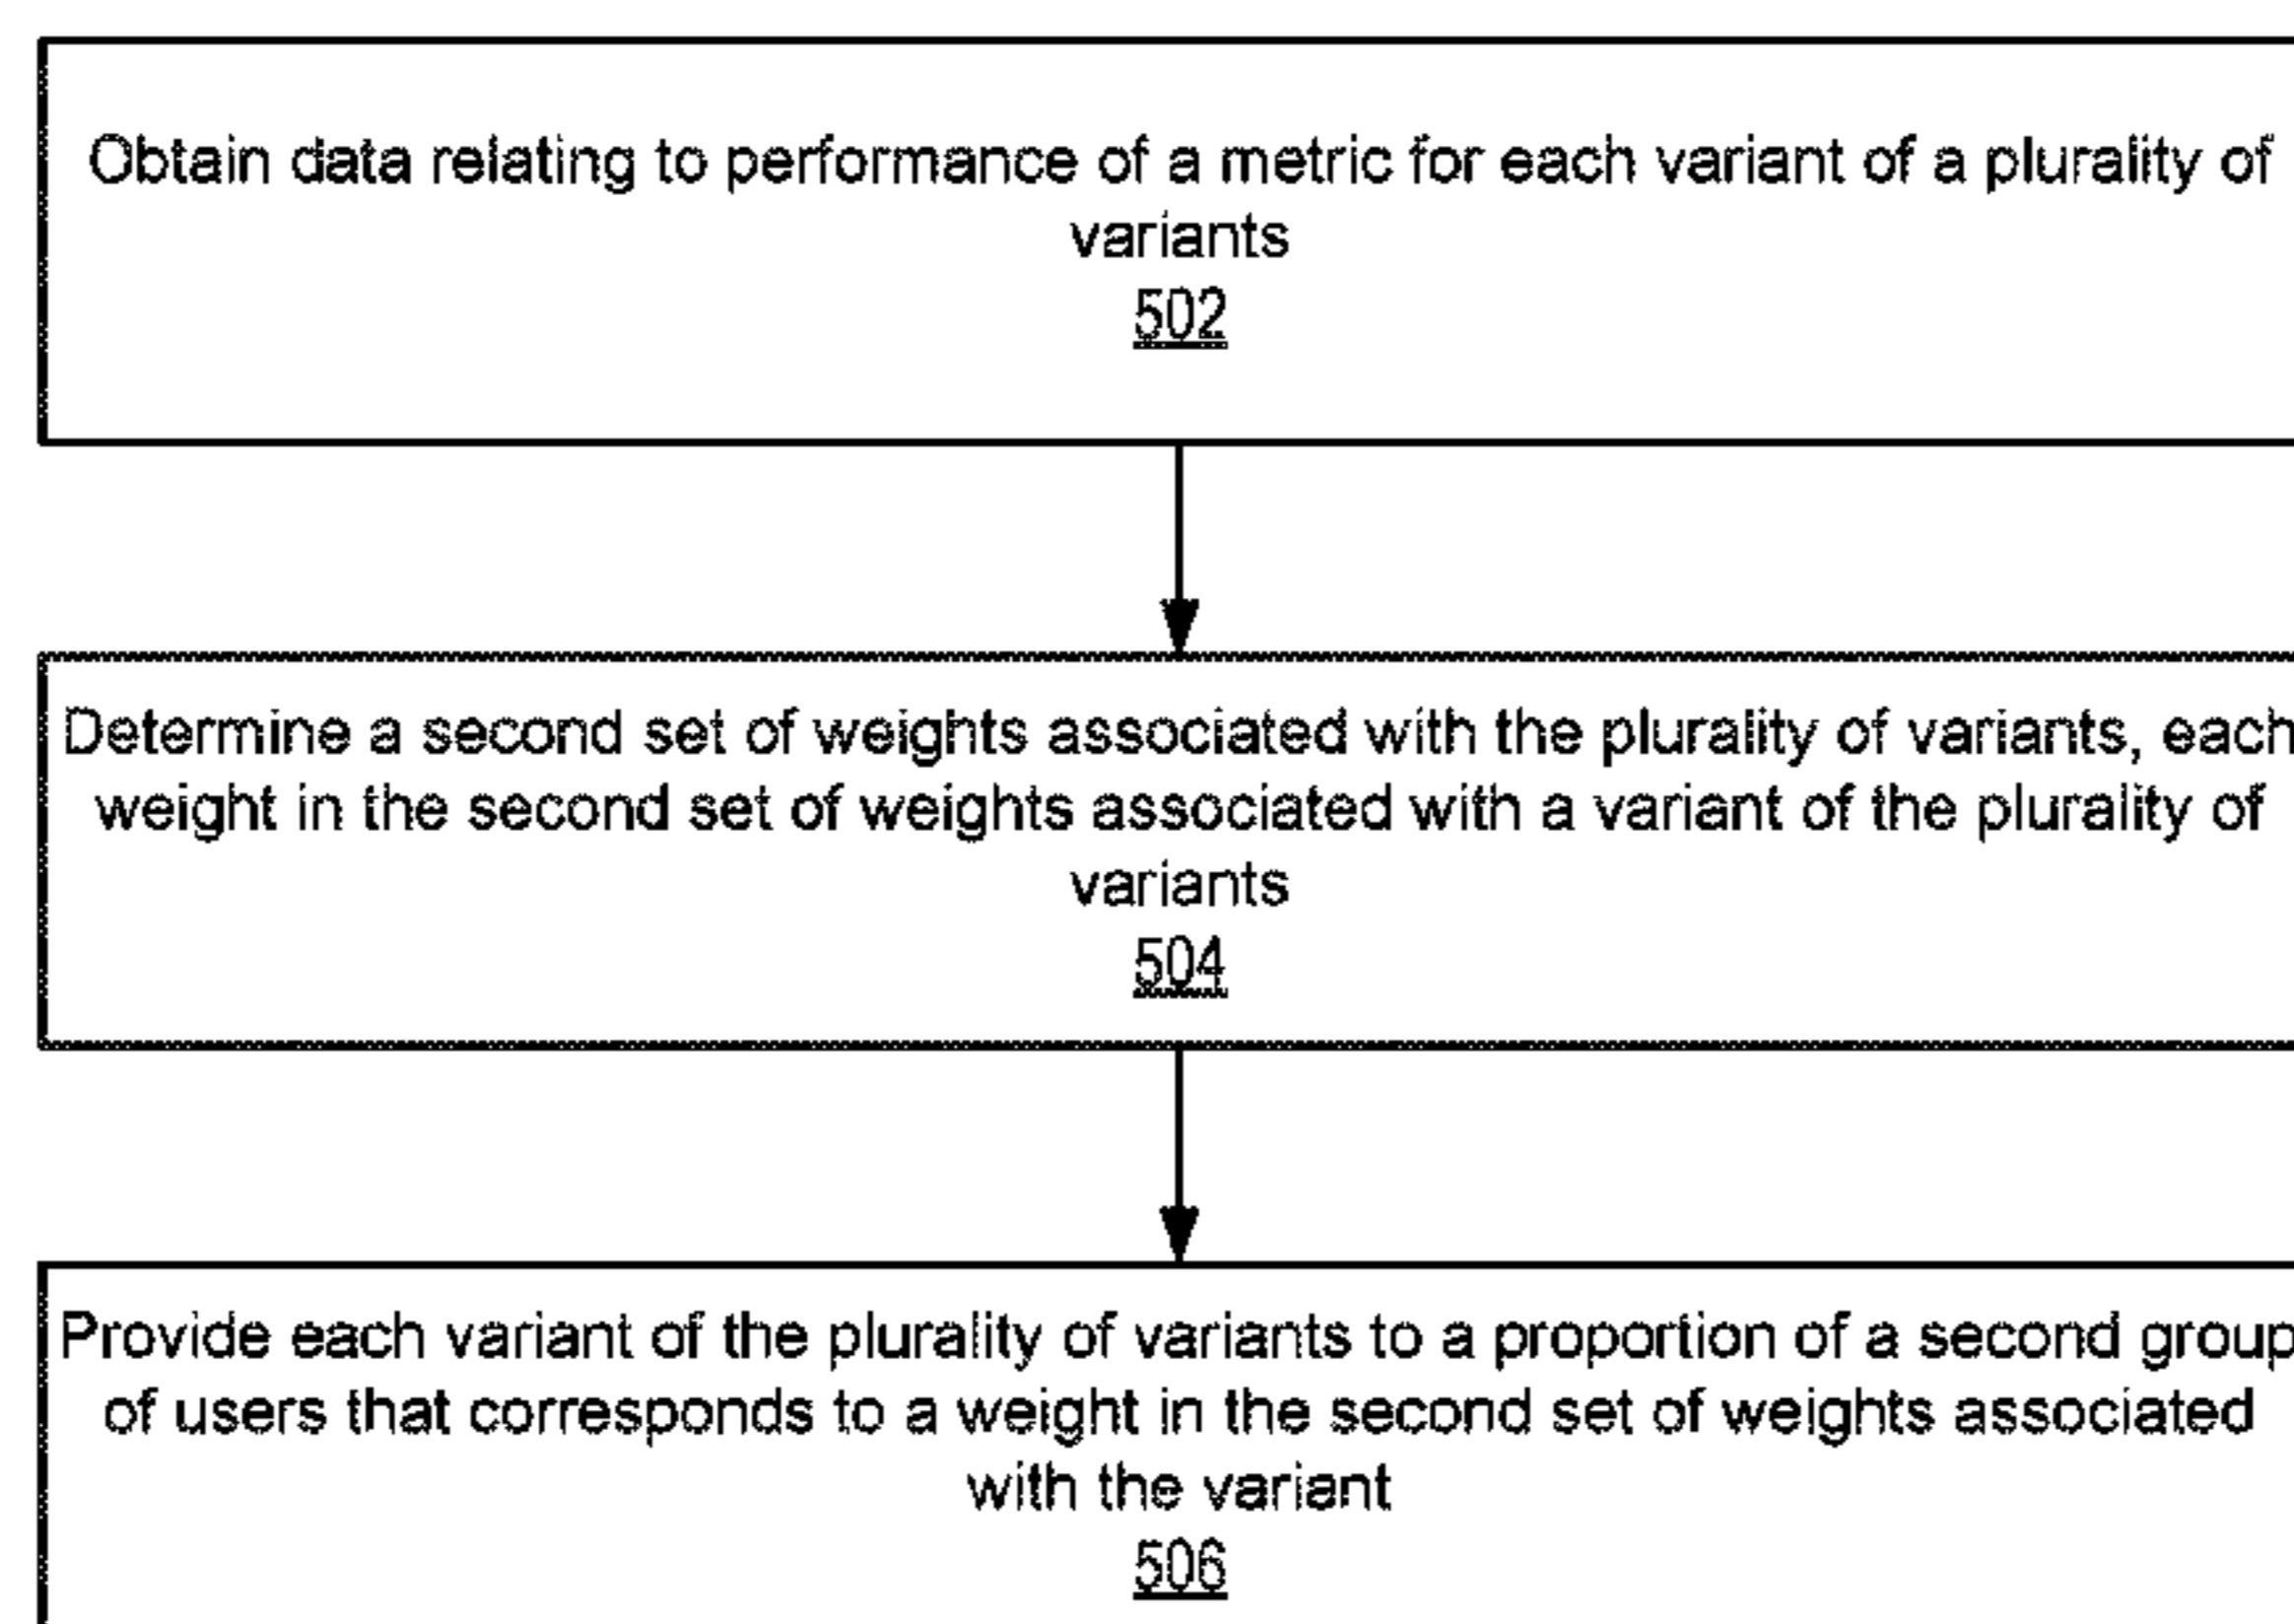 Obtain data relating to performance of a metric for each variant of a plurality of
variants
502
Determine a second set of weights associated with the plurality of variants, each
weight in the second set of weights associated with a variant of the plurality of
variants
504
Provide each variant of the plurality of variants to a proportion of a second group
of users that corresponds to a weight in the second set of weights associated
with the variant
506